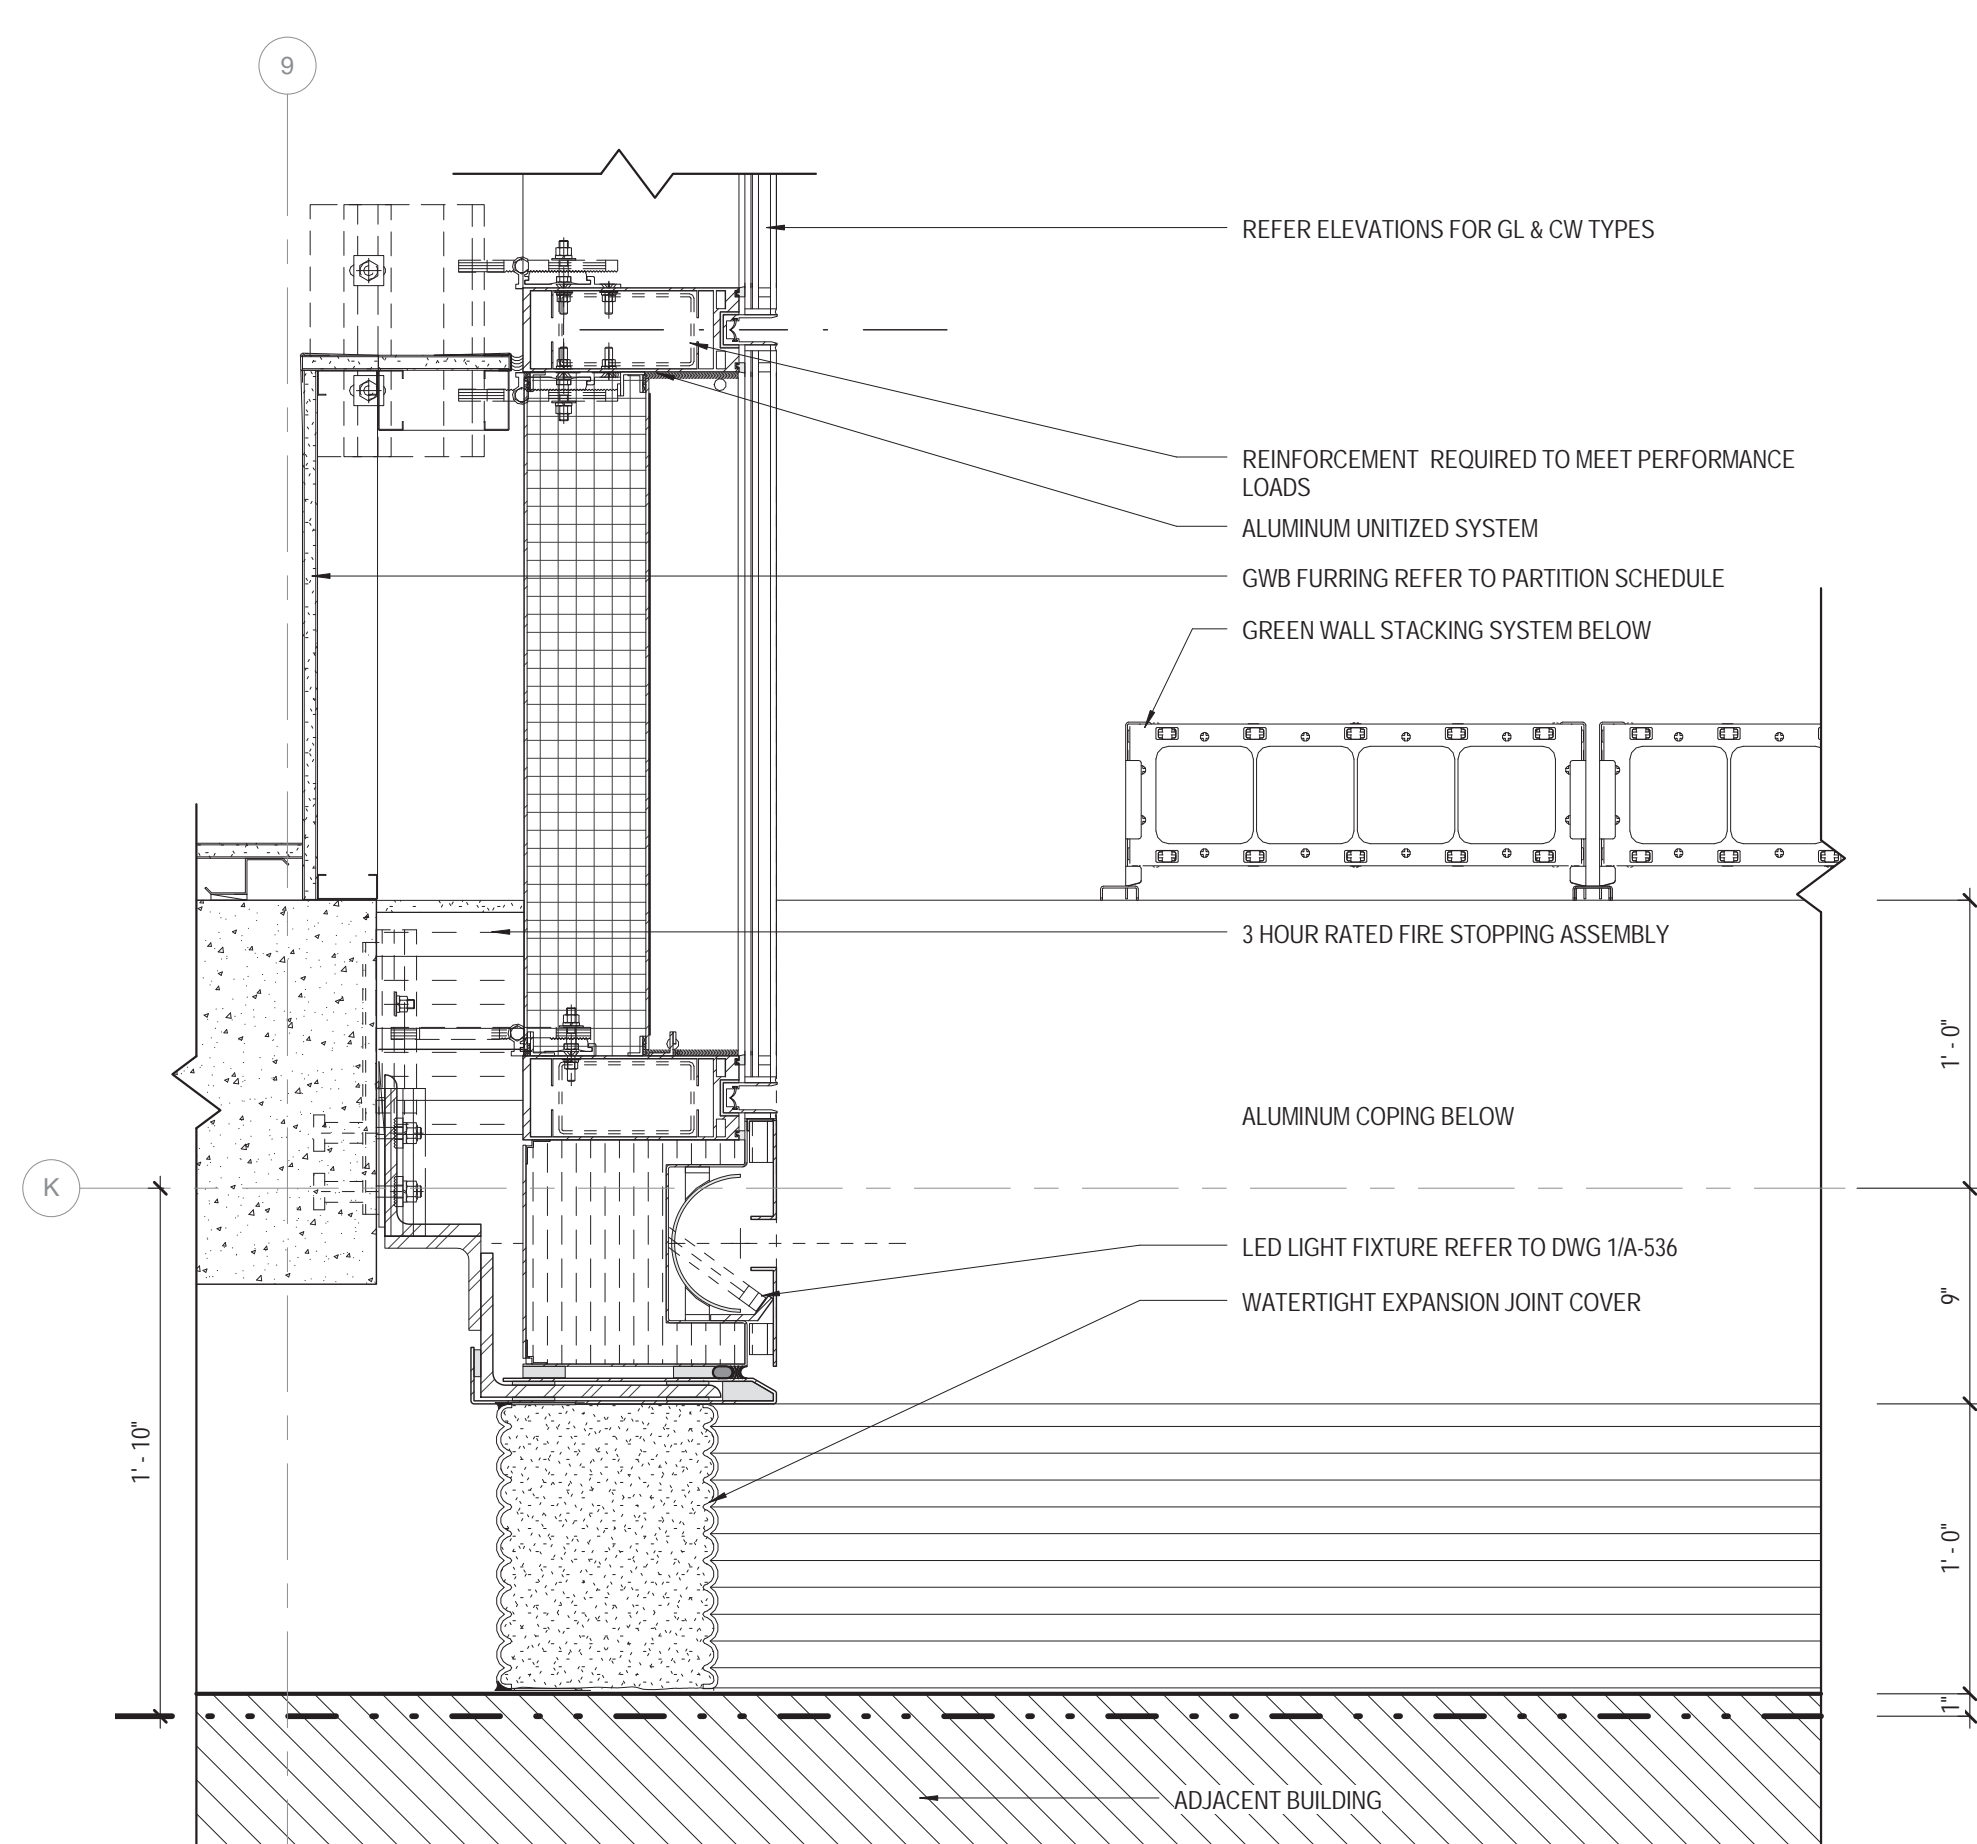 9
REFER ELEVATIONS FOR GL & CW TYPES
REINFORCEMENT REQUIRED TO MEET PERFORMANCE
LOADS
ALUMINUM UNITIZED SYSTEM
GWB FURRING REFER TO PARTITION SCHEDULE
GREEN WALL STACKING SYSTEM BELOW
3 HOUR RATED FIRE STOPPING ASSEMBLY
1' - 0"
ALUMINUM COPING BELOW
K
LED LIGHT FIXTURE REFER TO DWG 1/A-536
9"
WATERTIGHT EXPANSION JOINT COVER
1' - 10"
1' - 0"
1"
ADJACENT BUILDING